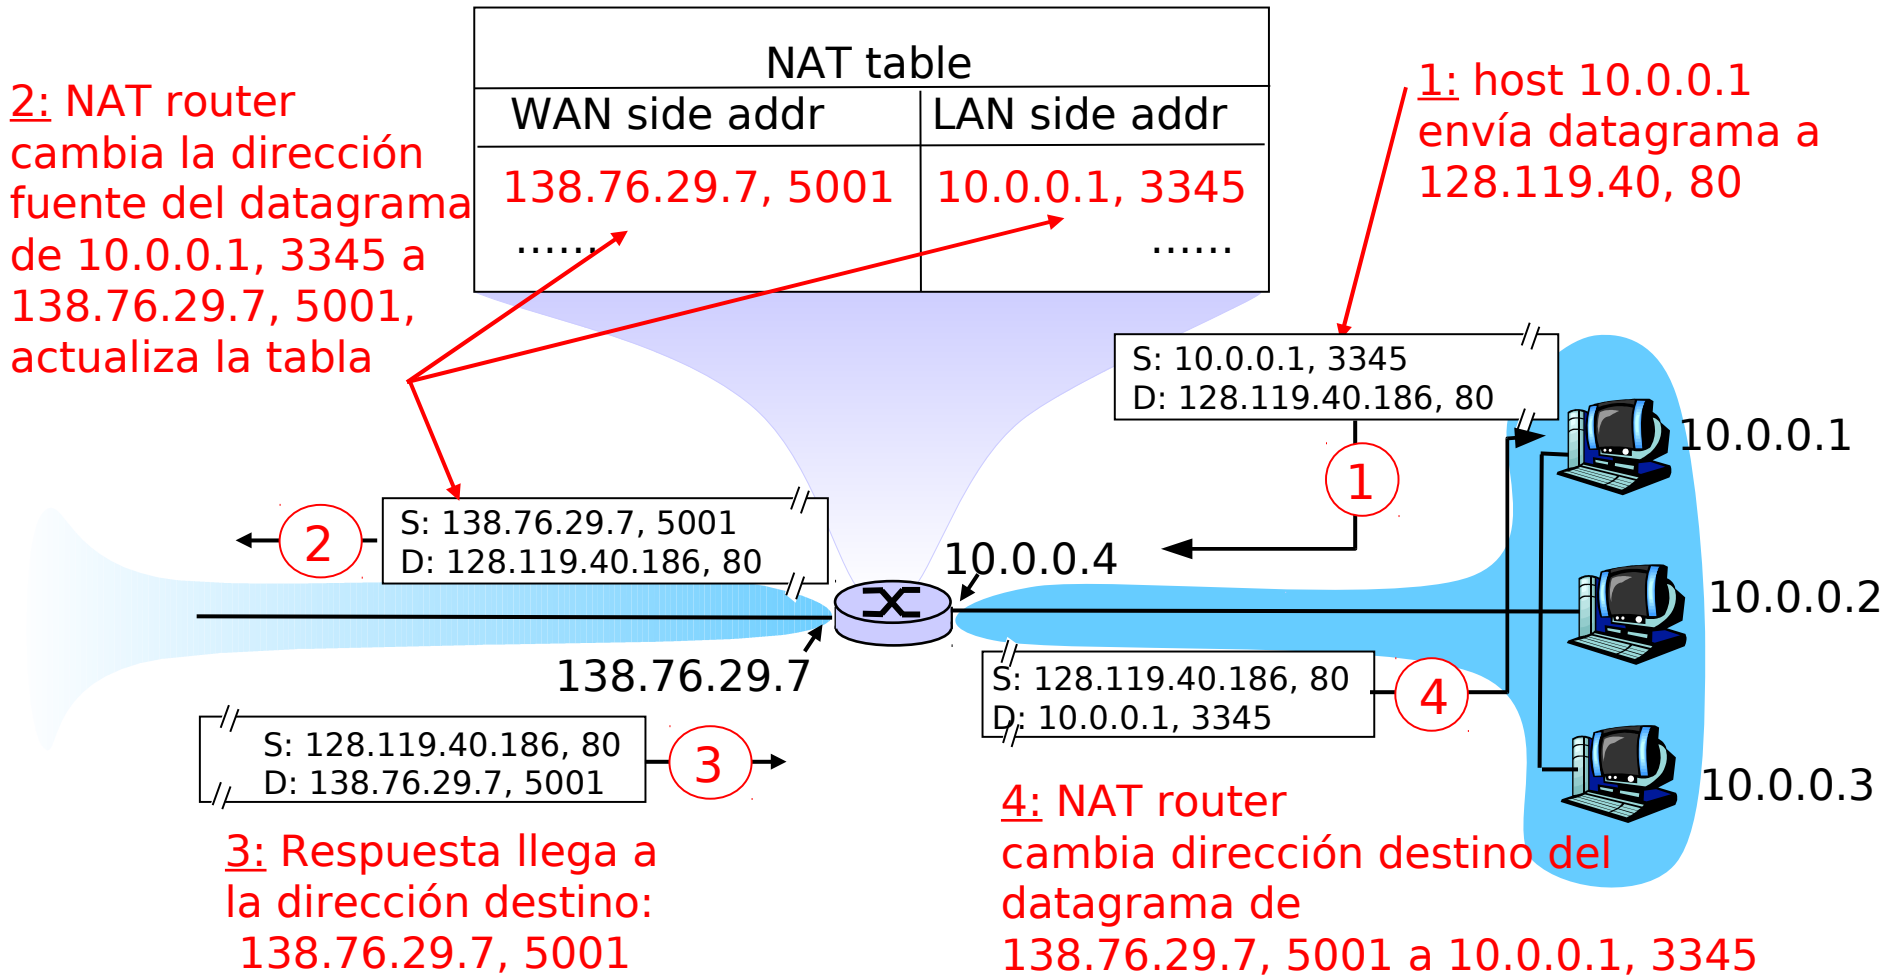 NAT table
WAN side addr
LAN side addr
138.76.29.7, 5001
10.0.0.1, 3345
......
......
2: NAT router
cambia la dirección
fuente del datagrama
de 10.0.0.1, 3345 a
138.76.29.7, 5001,
actualiza la tabla
1: host 10.0.0.1
envía datagrama a
128.119.40, 80
S: 10.0.0.1, 3345
D: 128.119.40.186, 80
1
10.0.0.1
2
S: 138.76.29.7, 5001
D: 128.119.40.186, 80
10.0.0.4
10.0.0.2
138.76.29.7
S: 128.119.40.186, 80
D: 10.0.0.1, 3345
4
S: 128.119.40.186, 80
D: 138.76.29.7, 5001
3
10.0.0.3
3: Respuesta llega a
la dirección destino:
138.76.29.7, 5001
4: NAT router
cambia dirección destino del
datagrama de
138.76.29.7, 5001 a 10.0.0.1, 3345